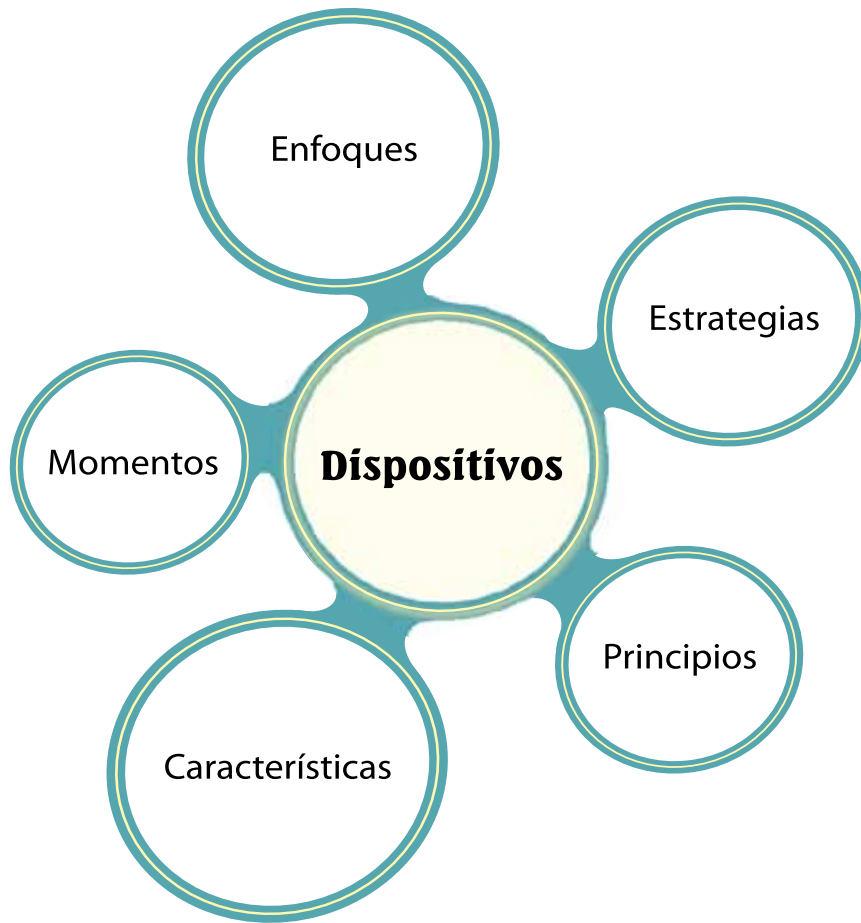 Enfoques
Estrategias
Momentos
Dispositivos
Principios
Características